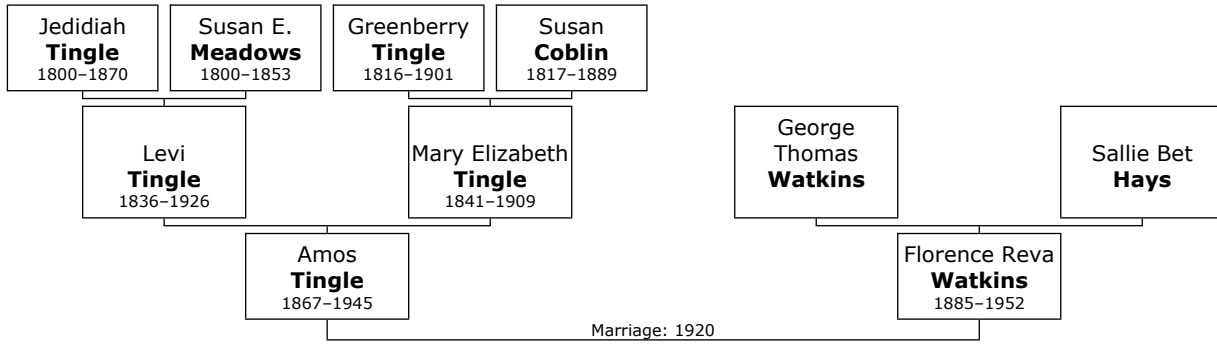 Jedidiah
Tingle
1800–1870
Susan E.
Meadows
1800–1853
Greenberry
Tingle
1816–1901
Susan
Coblin
1817–1889
Levi
Tingle
1836–1926
Mary Elizabeth
Tingle
1841–1909
George
Thomas
Watkins
Sallie Bet
Hays
Amos
Tingle
1867–1945
Florence Reva
Watkins
1885–1952
Marriage: 1920